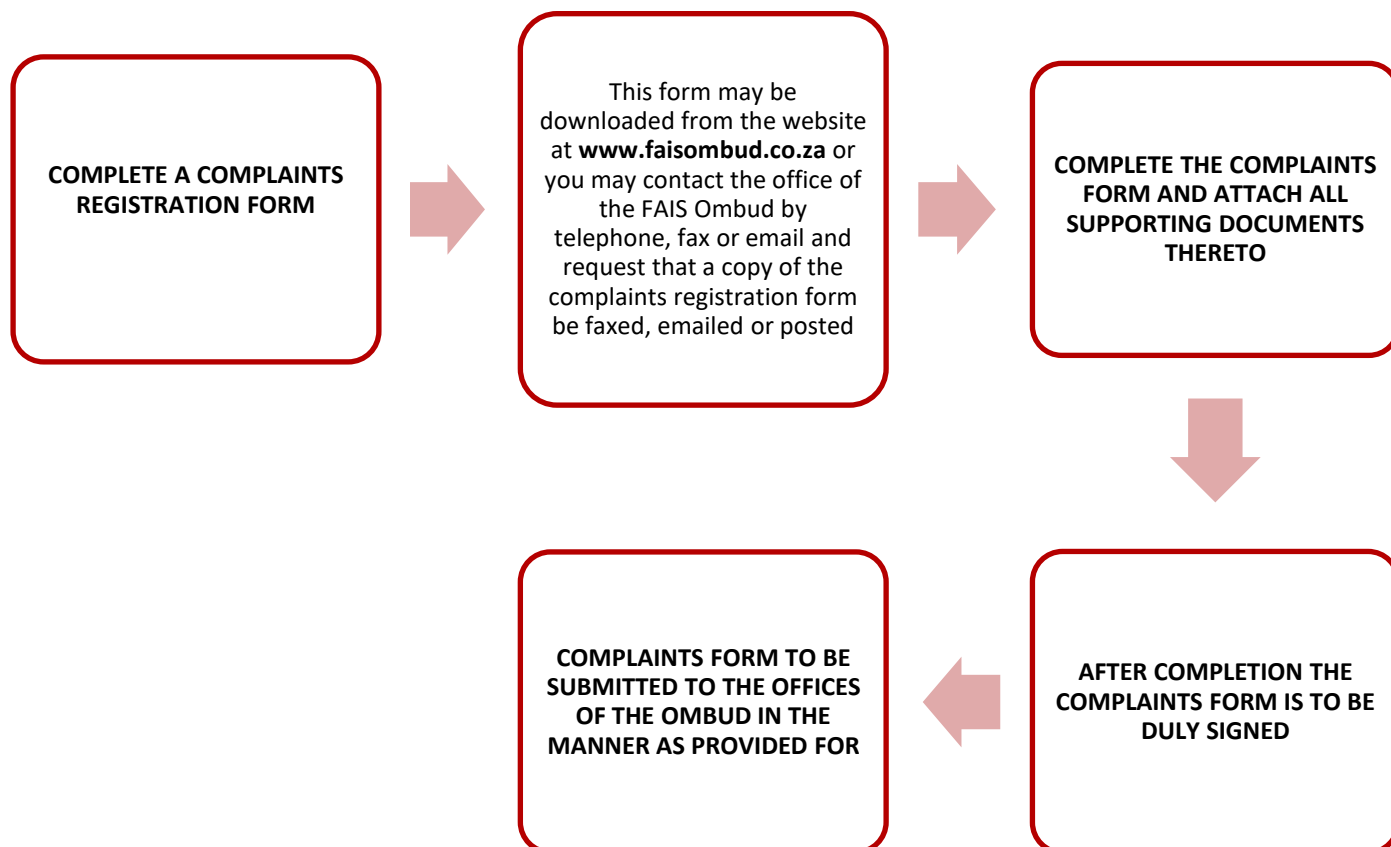 COMPLETE A COMPLAINTS
REGISTRATION FORM
This form may be
downloaded from the website
at www.faisombud.co.za or
you may contact the office of
the FAIS Ombud by
telephone, fax or email and
request that a copy of the
complaints registration form
be faxed, emailed or posted
COMPLETE THE COMPLAINTS
FORM AND ATTACH ALL
SUPPORTING DOCUMENTS
THERETO
AFTER COMPLETION THE
COMPLAINTS FORM IS TO BE
DULY SIGNED
COMPLAINTS FORM TO BE
SUBMITTED TO THE OFFICES
OF THE OMBUD IN THE
MANNER AS PROVIDED FOR